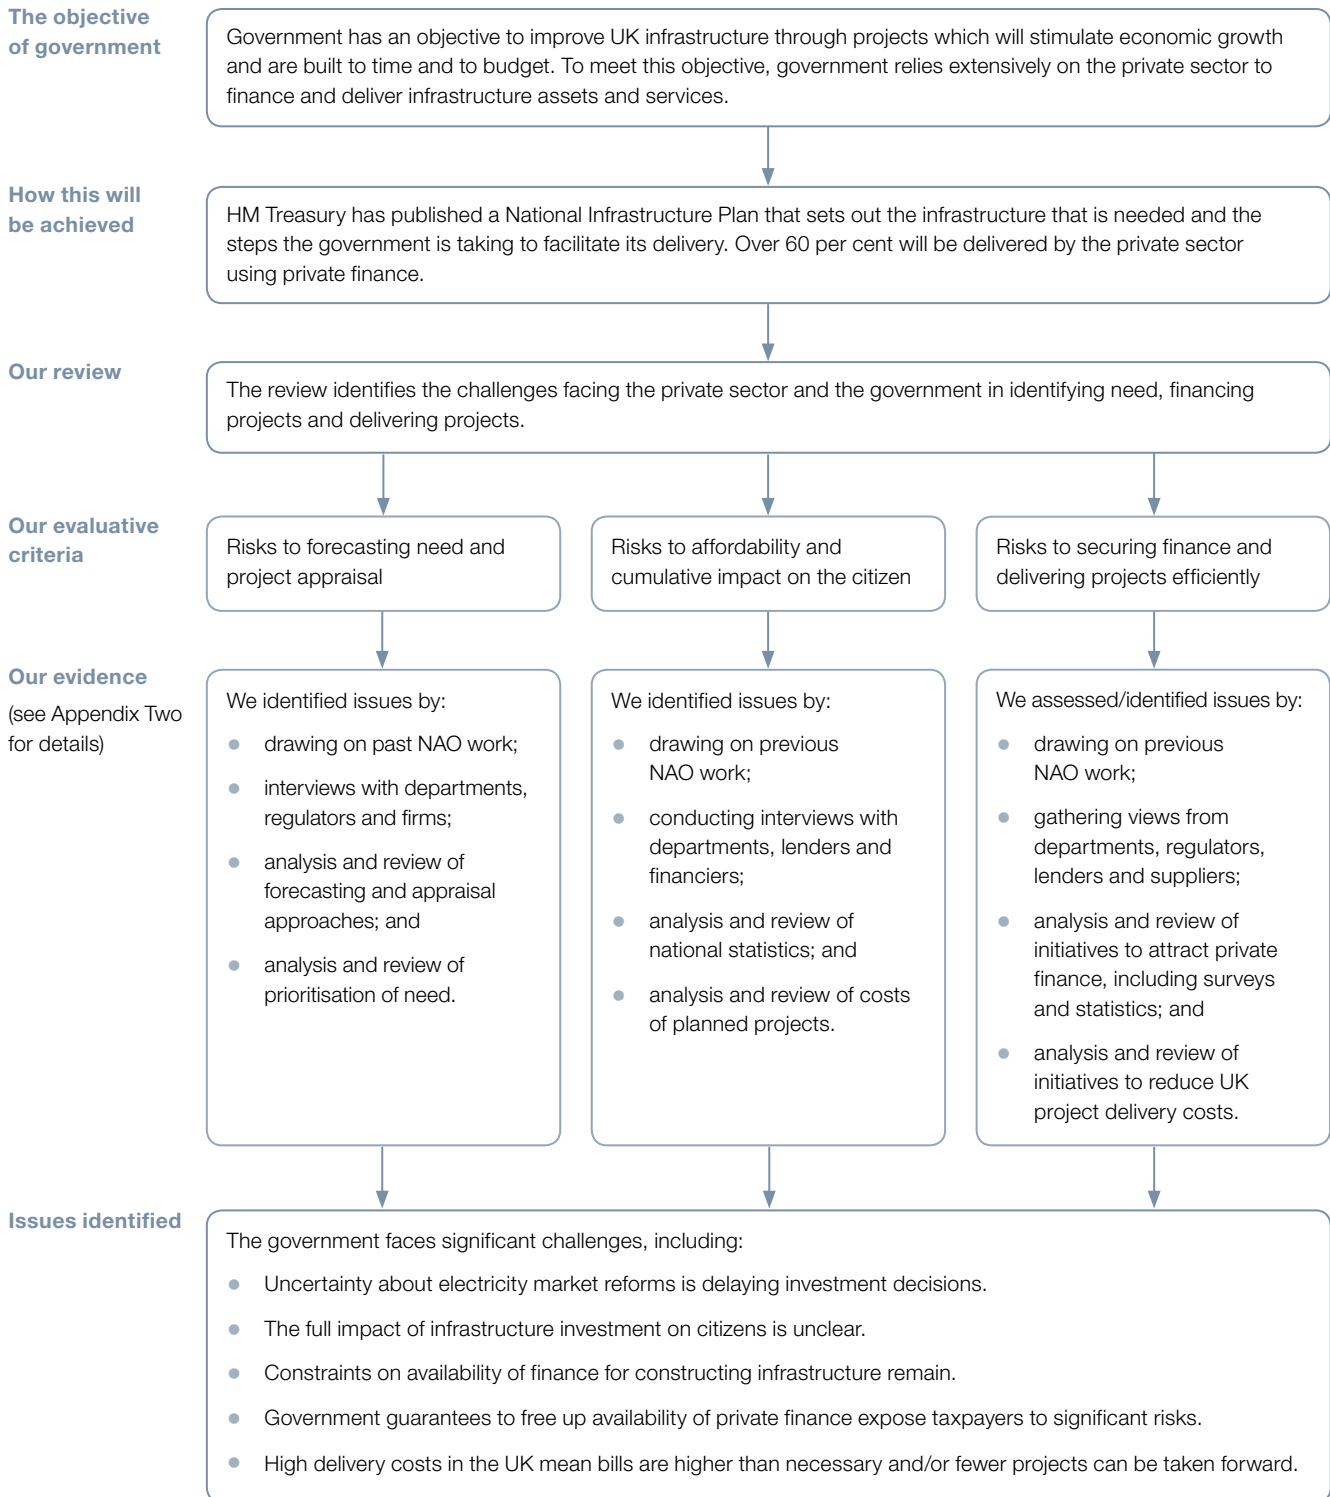 The objective
of government
Government has an objective to improve UK infrastructure through projects which will stimulate economic growth
and are built to time and to budget. To meet this objective, government relies extensively on the private sector to
finance and deliver infrastructure assets and services.
How this will
be achieved
HM Treasury has published a National Infrastructure Plan that sets out the infrastructure that is needed and the
steps the government is taking to facilitate its delivery. Over 60 per cent will be delivered by the private sector
using private finance.
Our review
The review identifies the challenges facing the private sector and the government in identifying need, financing
projects and delivering projects.
Our evaluative
criteria
Risks to forecasting need and
project appraisal
Risks to affordability and
cumulative impact on the citizen
Risks to securing finance and
delivering projects efficiently
Our evidence
(see Appendix Two
for details)
We identified issues by:
● drawing on past NAO work;
● interviews with departments,
regulators and firms;
● analysis and review of
forecasting and appraisal
approaches; and
● analysis and review of
prioritisation of need.
We identified issues by:
● drawing on previous
NAO work;
● conducting interviews with
departments, lenders and
financiers;
● analysis and review of
national statistics; and
● analysis and review of costs
of planned projects.
We assessed/identified issues by:
● drawing on previous
NAO work;
● gathering views from
departments, regulators,
lenders and suppliers;
● analysis and review of
initiatives to attract private
finance, including surveys
and statistics; and
● analysis and review of
initiatives to reduce UK
project delivery costs.
Issues identified
The government faces significant challenges, including:
● Uncertainty about electricity market reforms is delaying investment decisions.
● The full impact of infrastructure investment on citizens is unclear.
● Constraints on availability of finance for constructing infrastructure remain.
● Government guarantees to free up availability of private finance expose taxpayers to significant risks.
● High delivery costs in the UK mean bills are higher than necessary and/or fewer projects can be taken forward.